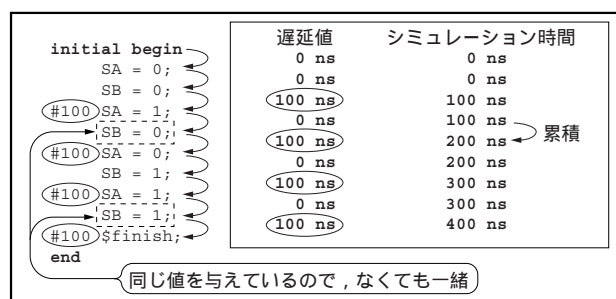 遅延値 シミュレーション時間
initial begin 0 ns 0 ns
SA = 0; 0 ns 0 ns
SB = 0; 100 ns 100 ns
#100 SA = 1; 0 ns 100 ns
SB = 0; 100 ns 200 ns 累積
#100 SA = 0; 0 ns 200 ns
SB = 1; 100 ns 300 ns
#100 SA = 1; 0 ns 300 ns
SB = 1; 100 ns 400 ns
#100 $finish;
end
同じ値を与えているので，なくても一緒